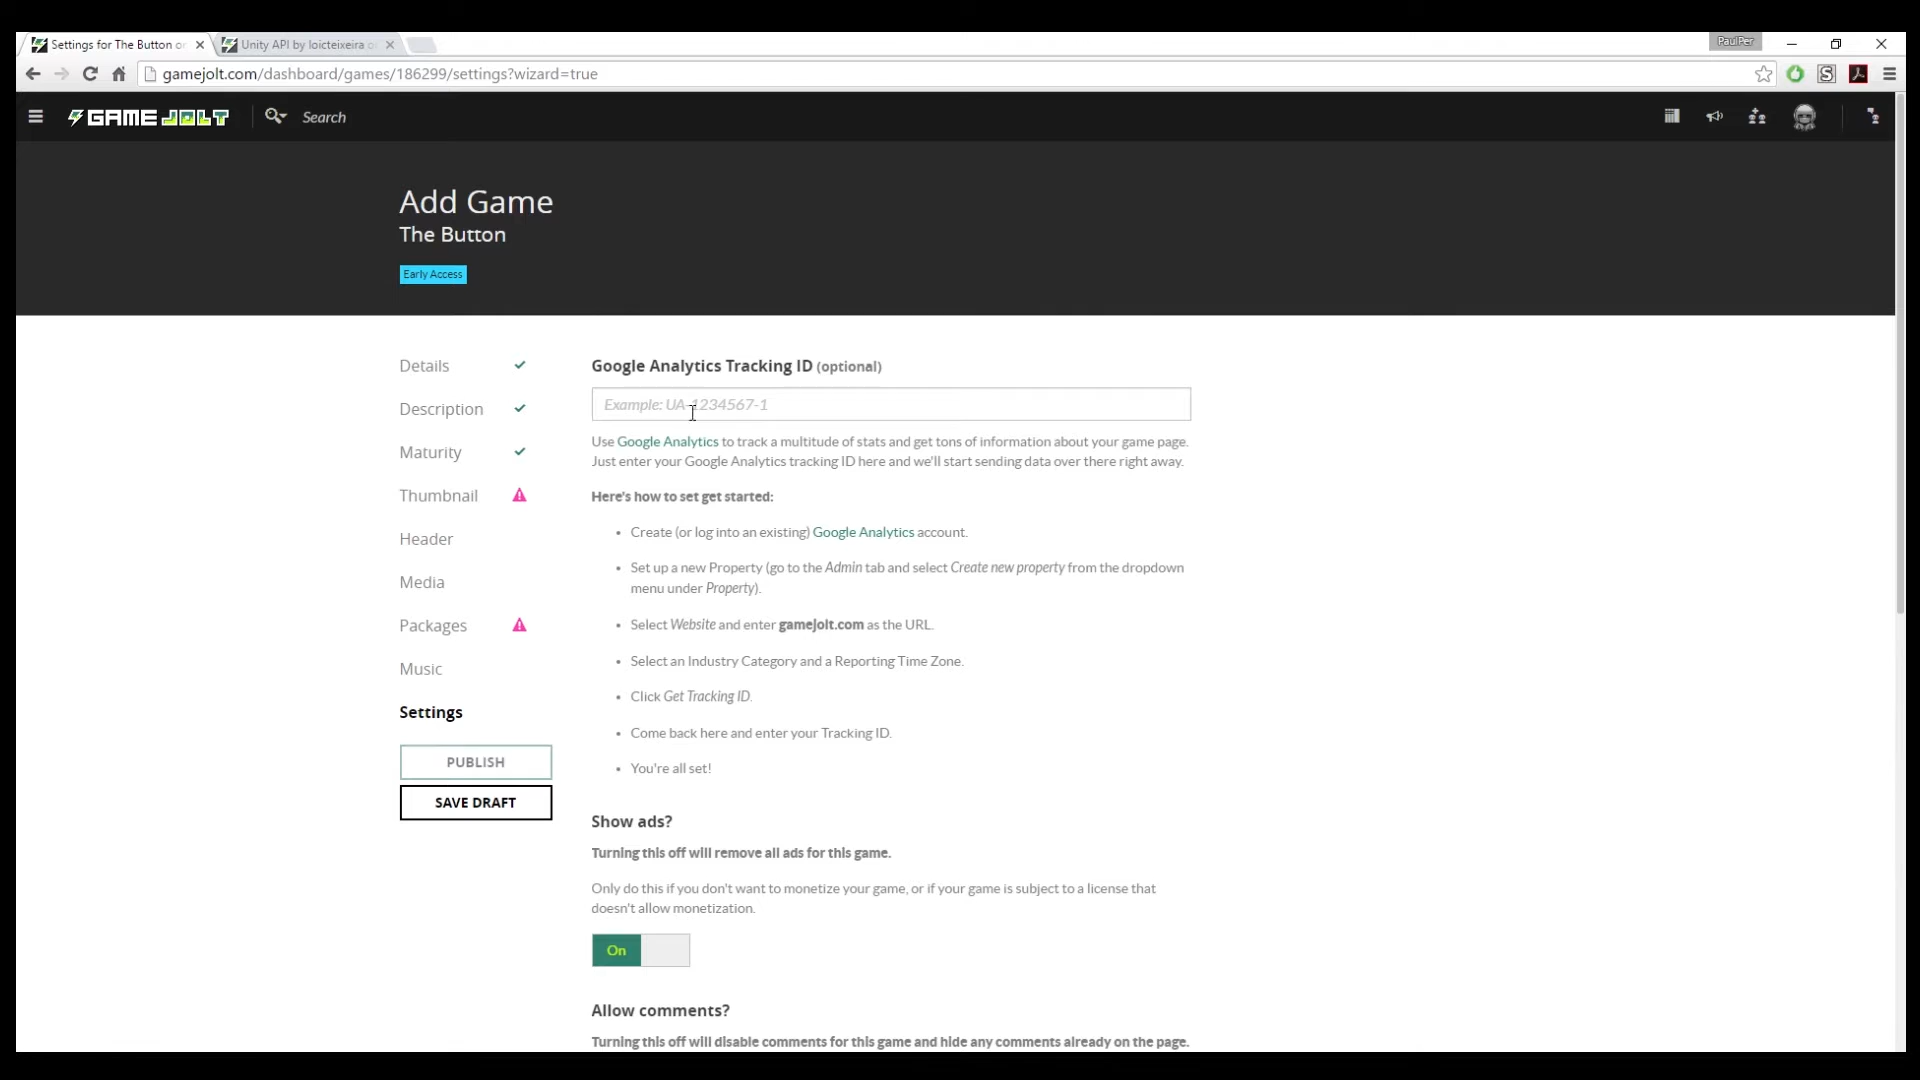 Settings for The Button or
Unity API by loicteixeira o
PaulPer
gamejolt.com/dashboard/games/186299/settings?wizard=true
GAME JOLT
Search
Add Game
The Button
Early Access
Details
Description
Maturity
Thumbnail
Header
Media
Packages
Music
Settings
PUBLISH
SAVE DRAFT
Google Analytics Tracking ID (optional)
Example: UA-1234567-1
Use Google Analytics to track a multitude of stats and get tons of information about your game page.
Just enter your Google Analytics tracking ID here and we'll start sending data over there right away.
Here's how to set get started:
• Create (or log into an existing) Google Analytics account.
• Set up a new Property (go to the Admin tab and select Create new property from the dropdown
menu under Property).
• Select Website and enter gamejolt.com as the URL.
• Select an Industry Category and a Reporting Time Zone.
• Click Get Tracking ID.
• Come back here and enter your Tracking ID.
• You're all set!
Show ads?
Turning this off will remove all ads for this game.
Only do this if you don't want to monetize your game, or if your game is subject to a license that
doesn't allow monetization.
On
Allow comments?
Turning this off will disable comments for this game and hide any comments already on the page.